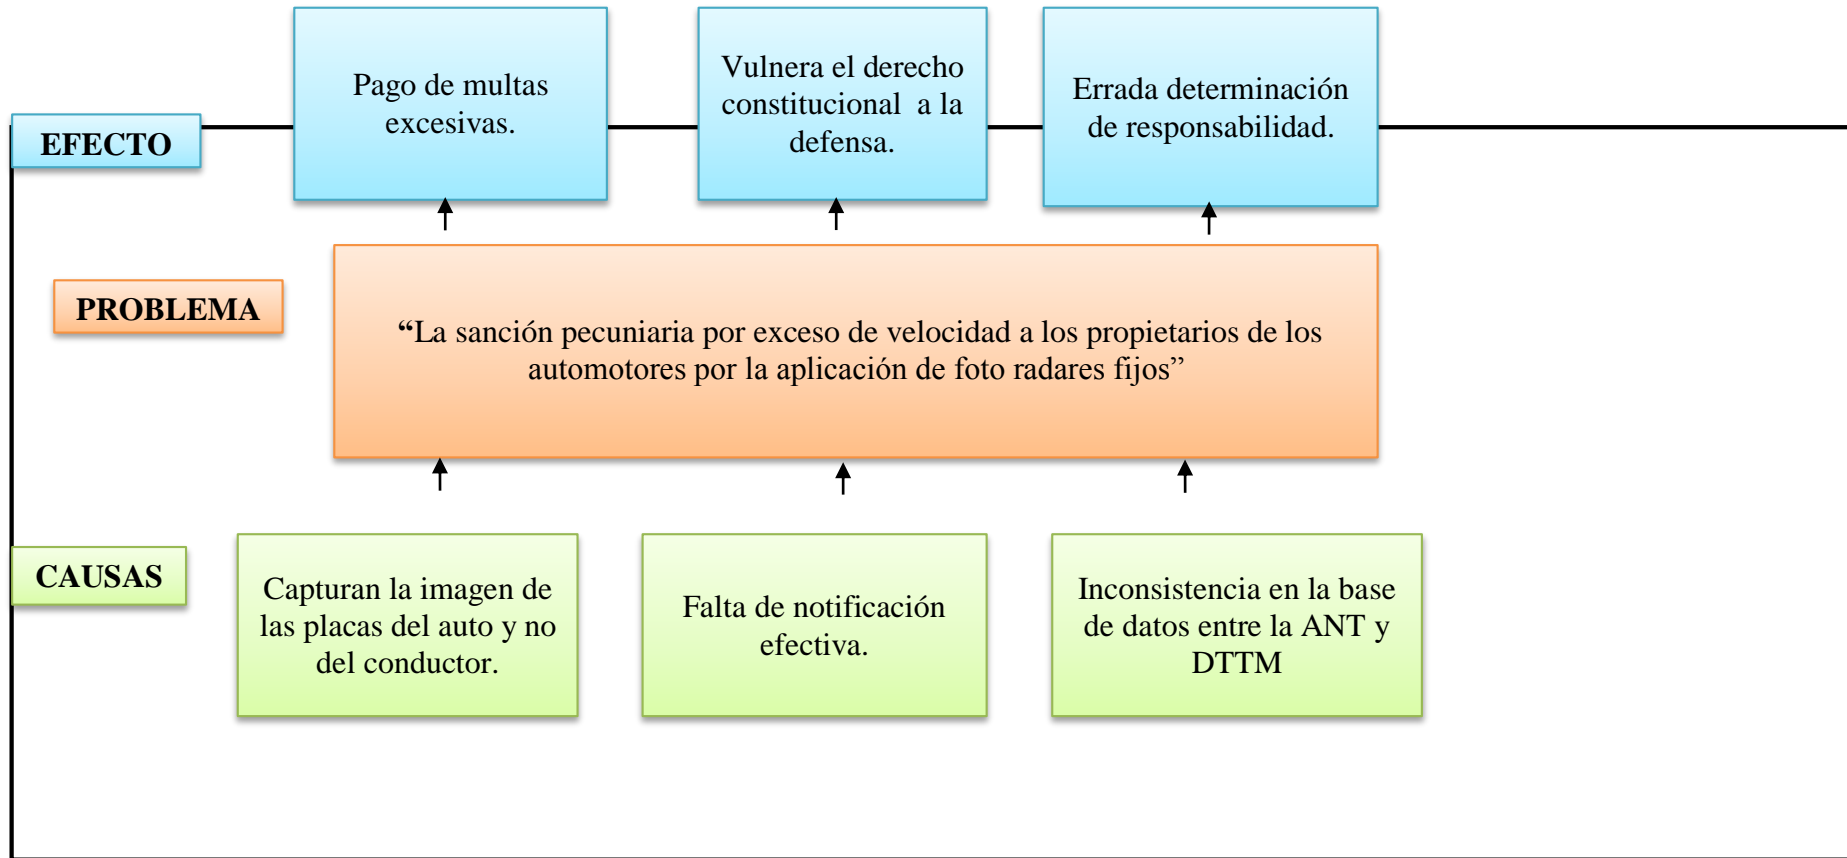 Pago de multas
excesivas.
Vulnera el derecho
constitucional a la
defensa.
Errada determinación
de responsabilidad.
EFECTO
PROBLEMA
“La sanción pecuniaria por exceso de velocidad a los propietarios de los
automotores por la aplicación de foto radares fijos”
CAUSAS
Capturan la imagen de
las placas del auto y no
del conductor.
Falta de notificación
efectiva.
Inconsistencia en la base
de datos entre la ANT y
DTTM